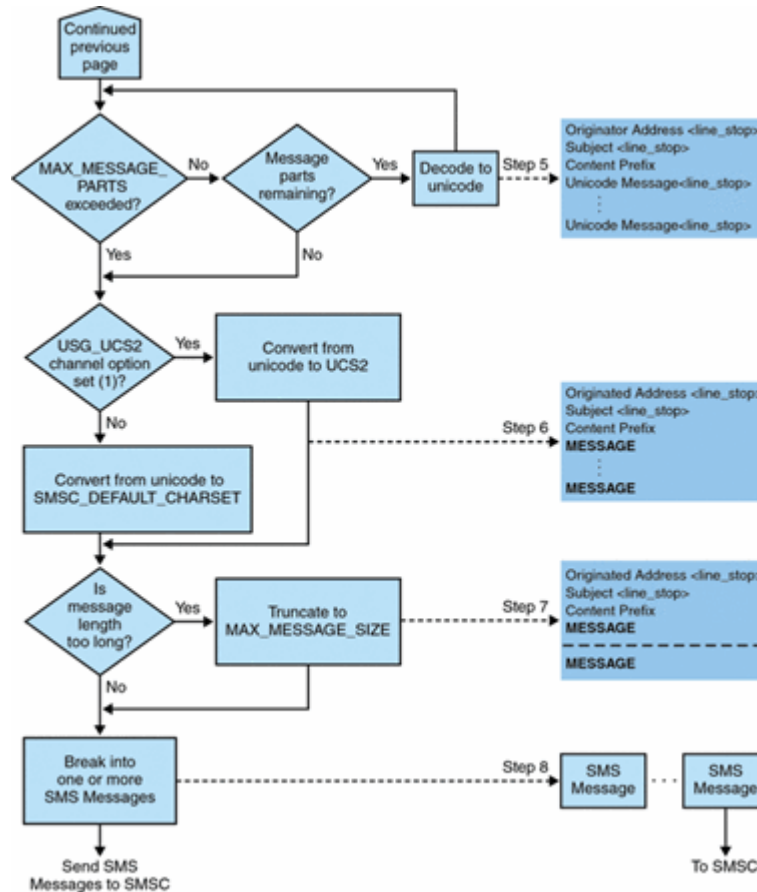 Continued
previous
page
MAX_MESSAGE_
PARTS
exceeded?
No
Message
parts
remaining?
Yes
Decode to
unicode
Step 5
Originator Address <line_stop>
Subject <line_stop>
Content Prefix
Unicode Message<line_stop>
Unicode Message<line_stop>
Yes
No
USG_UCS2
channel option
set (1)?
Yes
Convert from
unicode to UCS2
No
Step 6
Originated Address <line_stop>
Subject <line_stop>
Content Prefix
MESSAGE
MESSAGE
Convert from unicode to
SMSC_DEFAULT_CHARSET
Is
message
length
too long?
Yes
Truncate to
MAX_MESSAGE_SIZE
Step 7
Originated Address <line_stop>
Subject <line_stop>
Content Prefix
MESSAGE
MESSAGE
No
Break into
one or more
SMS Messages
Step 8
SMS
Message
SMS
Message
Send SMS
Messages to SMSC
To SMSC